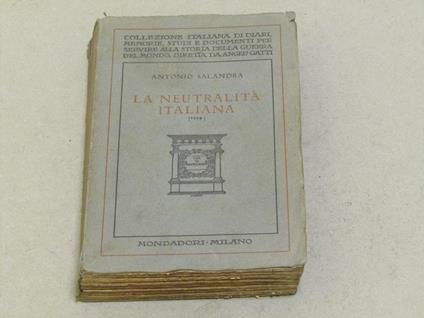 COLLEZIONE ITALIANA DI DIARI,
MEMORIE, STUDI E DOCUMENTI PER
SERVIRE ALLA STORIA DELLA GUERRA
DEL MONDO, DIRETTA DA ANGELO GATTI
ANTONIO SALANDRA
LA NEUTRALITÀ
ITALIANA
MONDADORI · MILANO